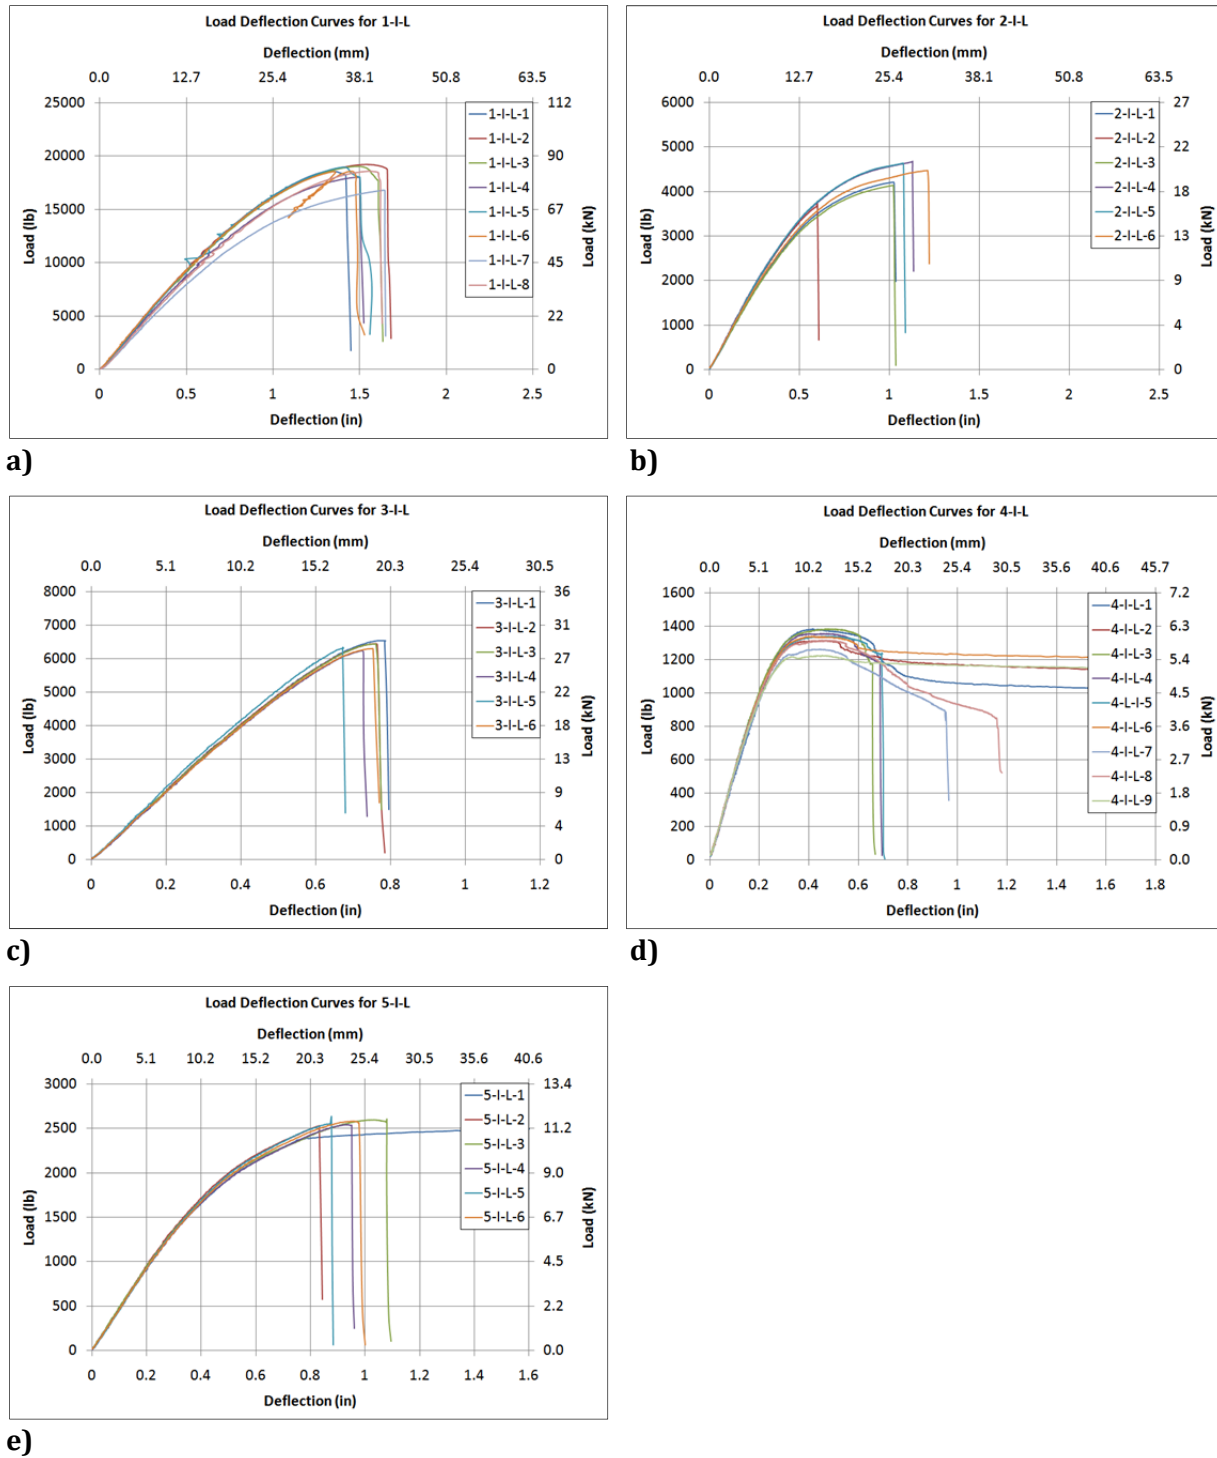 Load Deflection Curves for 1-I-L
Deflection (mm)
0.0 12.7 25.4 38.1 50.8 63.5
25000 112
20000 90
15000 67
10000 45
5000 22
0 0
Load (lb)
Load (kN)
1-I-L-1
1-I-L-2
1-I-L-3
1-I-L-4
1-I-L-5
1-I-L-6
1-I-L-7
1-I-L-8
0 0.5 1 1.5 2 2.5
Deflection (in)
a)
Load Deflection Curves for 2-I-L
Deflection (mm)
0.0 12.7 25.4 38.1 50.8 63.5
6000 27
5000 22
4000 18
3000 13
2000 9
1000 4
0 0
Load (lb)
Load (kN)
2-I-L-1
2-I-L-2
2-I-L-3
2-I-L-4
2-I-L-5
2-I-L-6
0 0.5 1 1.5 2 2.5
Deflection (in)
b)
Load Deflection Curves for 3-I-L
Deflection (mm)
0.0 5.1 10.2 15.2 20.3 25.4 30.5
8000 36
7000 31
6000 27
5000 22
4000 18
3000 13
2000 9
1000 4
0 0
Load (lb)
Load (kN)
3-I-L-1
3-I-L-2
3-I-L-3
3-I-L-4
3-I-L-5
3-I-L-6
0 0.2 0.4 0.6 0.8 1 1.2
Deflection (in)
c)
Load Deflection Curves for 4-I-L
Deflection (mm)
0.0 5.1 10.2 15.2 20.3 25.4 30.5 35.6 40.6 45.7
1600 7.2
1400 6.3
1200 5.4
1000 4.5
800 3.6
600 2.7
400 1.8
200 0.9
0 0.0
Load (lb)
Load (kN)
4-I-L-1
4-I-L-2
4-I-L-3
4-I-L-4
4-L-I-5
4-I-L-6
4-I-L-7
4-I-L-8
4-I-L-9
0 0.2 0.4 0.6 0.8 1 1.2 1.4 1.6 1.8
Deflection (in)
d)
Load Deflection Curves for 5-I-L
Deflection (mm)
0.0 5.1 10.2 15.2 20.3 25.4 30.5 35.6 40.6
3000 13.4
2500 11.2
2000 9.0
1500 6.7
1000 4.5
500 2.2
0 0.0
Load (lb)
Load (kN)
5-I-L-1
5-I-L-2
5-I-L-3
5-I-L-4
5-I-L-5
5-I-L-6
0 0.2 0.4 0.6 0.8 1 1.2 1.4 1.6
Deflection (in)
e)